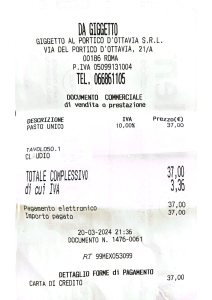 DA GIGGETTO
GIGGETTO AL PORTICO D'OTTAVIA S.R.L.
VIA DEL PORTICO D'OTTAVIA, 21/A
00186 ROMA
P.IVA 05099131004
TEL. 066861105
DOCUMENTO COMMERCIALE
di vendita o prestazione
DESCRIZIONE IVA Prezzo(€)
PASTO UNICO 10,00% 37,00
TAVOLO50.1
CLAUDIO
TOTALE COMPLESSIVO 37,00
di cui IVA 3,36
Pagamento elettronico 37,00
Importo pagato 37,00
20-03-2024 21:36
DOCUMENTO N. 1476-0061
RT 99MEX053099
DETTAGLIO FORME di PAGAMENTO
CARTA DI CREDITO 37,00